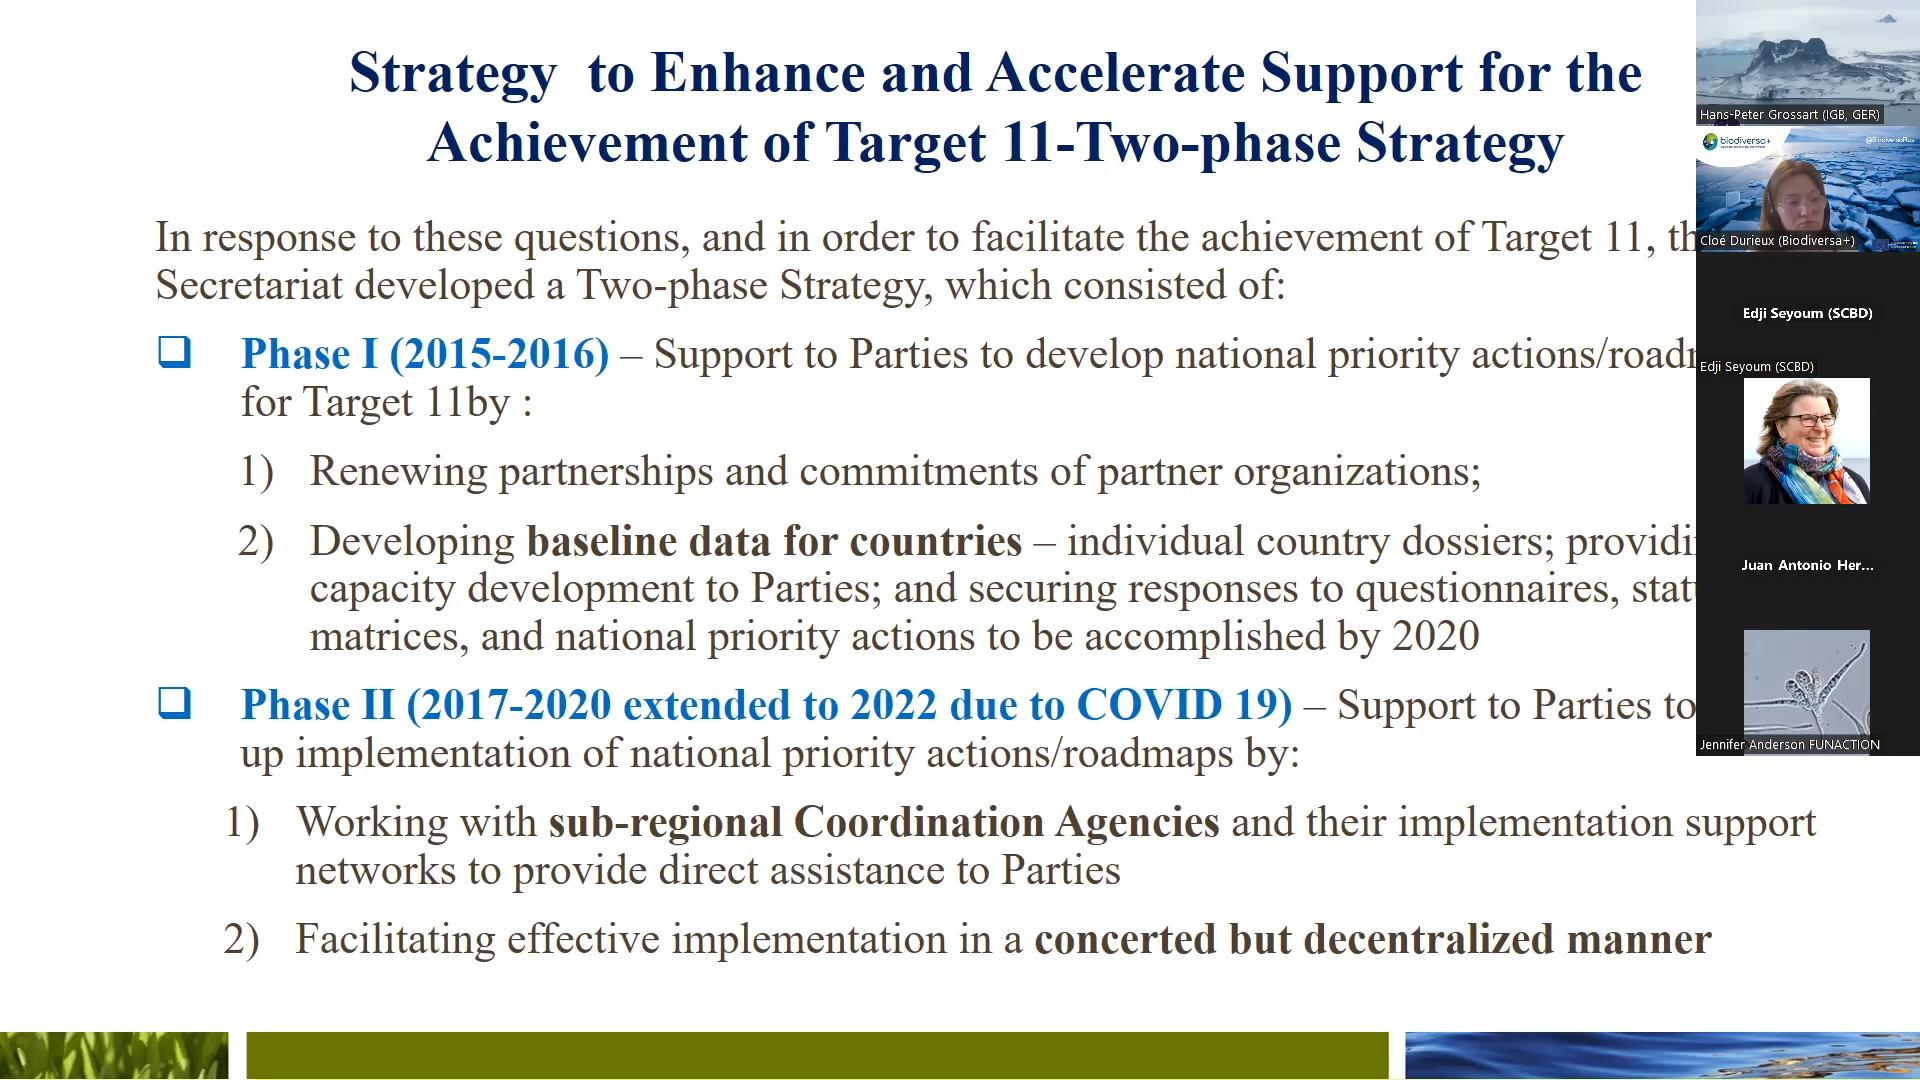 Strategy to Enhance and Accelerate Support for the
Achievement of Target 11-Two-phase Strategy
In response to these questions, and in order to facilitate the achievement of Target 11, th
Secretariat developed a Two-phase Strategy, which consisted of:
❑ Phase I (2015-2016) – Support to Parties to develop national priority actions/roadm
for Target 11by :
1) Renewing partnerships and commitments of partner organizations;
2) Developing baseline data for countries – individual country dossiers; providi
capacity development to Parties; and securing responses to questionnaires, statu
matrices, and national priority actions to be accomplished by 2020
❑ Phase II (2017-2020 extended to 2022 due to COVID 19) – Support to Parties to
up implementation of national priority actions/roadmaps by:
1) Working with sub-regional Coordination Agencies and their implementation support
networks to provide direct assistance to Parties
2) Facilitating effective implementation in a concerted but decentralized manner
Hans-Peter Grossart (IGB, GER)
biodiversa+
@BiodiversaPlus
Cloé Durieux (Biodiversa+)
Edji Seyoum (SCBD)
Edji Seyoum (SCBD)
Juan Antonio Her...
Jennifer Anderson FUNACTION